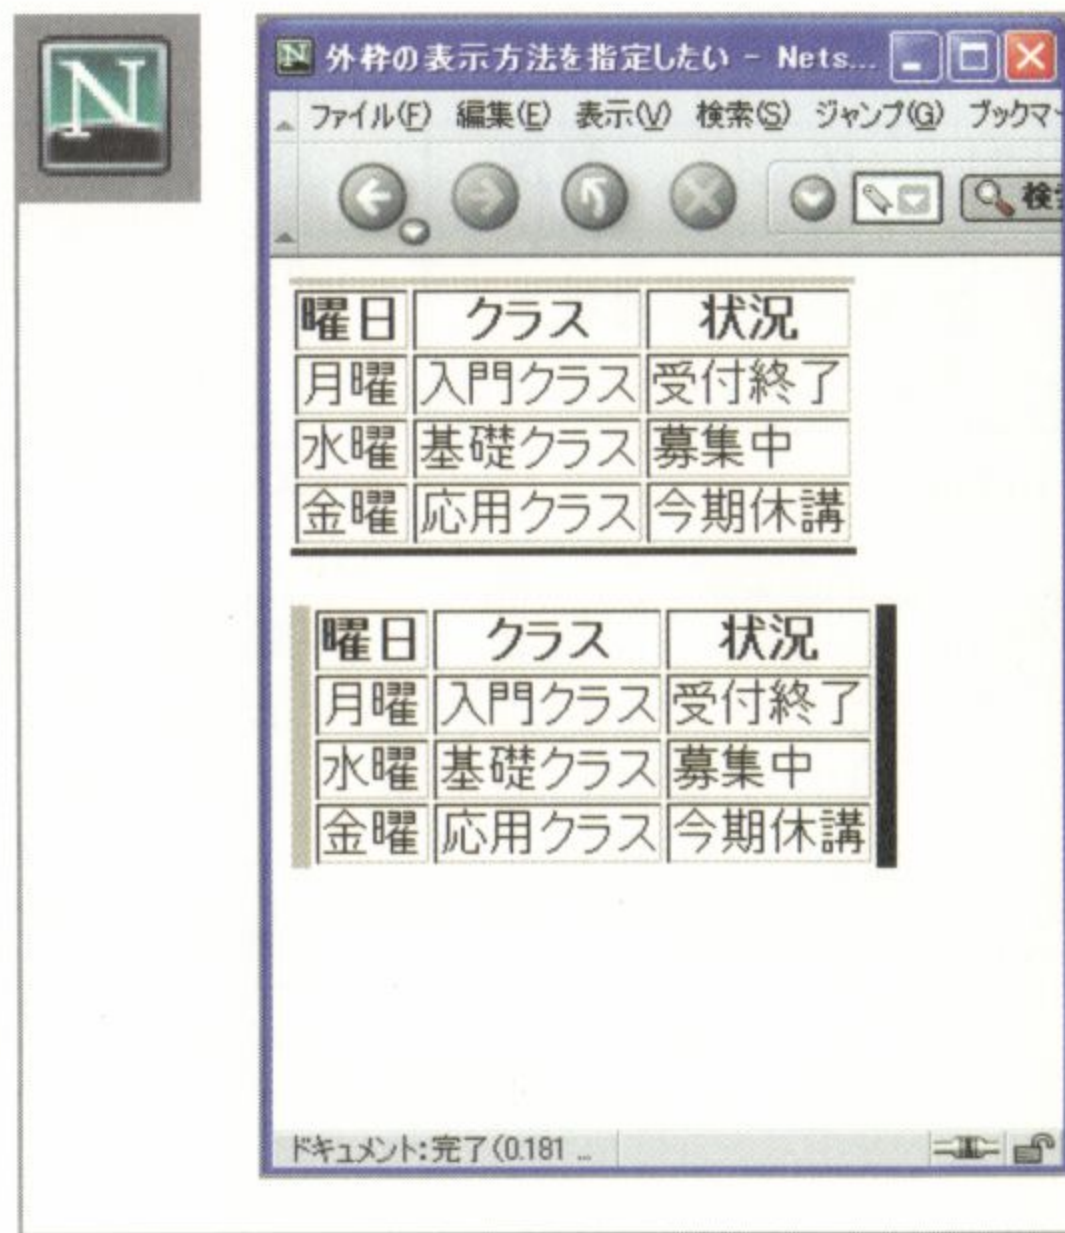 N
外枠の表示方法を指定したい - Nets...
ファイル(F) 編集(E) 表示(V) 検索(S) ジャンプ(G) ブックマー
検
曜日 クラス 状況
月曜 入門クラス 受付終了
水曜 基礎クラス 募集中
金曜 応用クラス 今期休講
曜日 クラス 状況
月曜 入門クラス 受付終了
水曜 基礎クラス 募集中
金曜 応用クラス 今期休講
ドキュメント:完了(0.181 ...